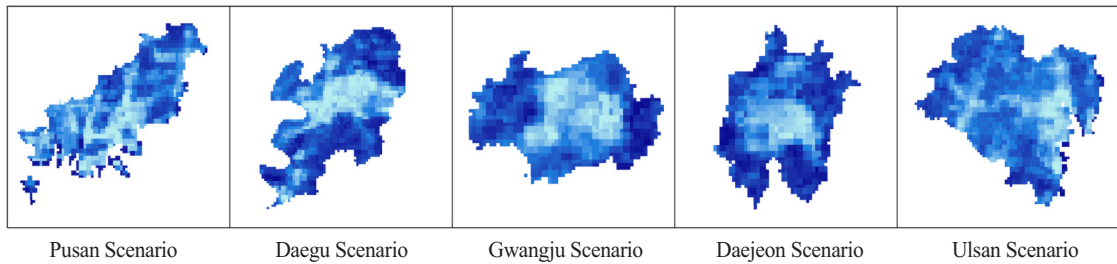 Pusan Scenario
Daegu Scenario
Gwangju Scenario
Daejeon Scenario
Ulsan Scenario